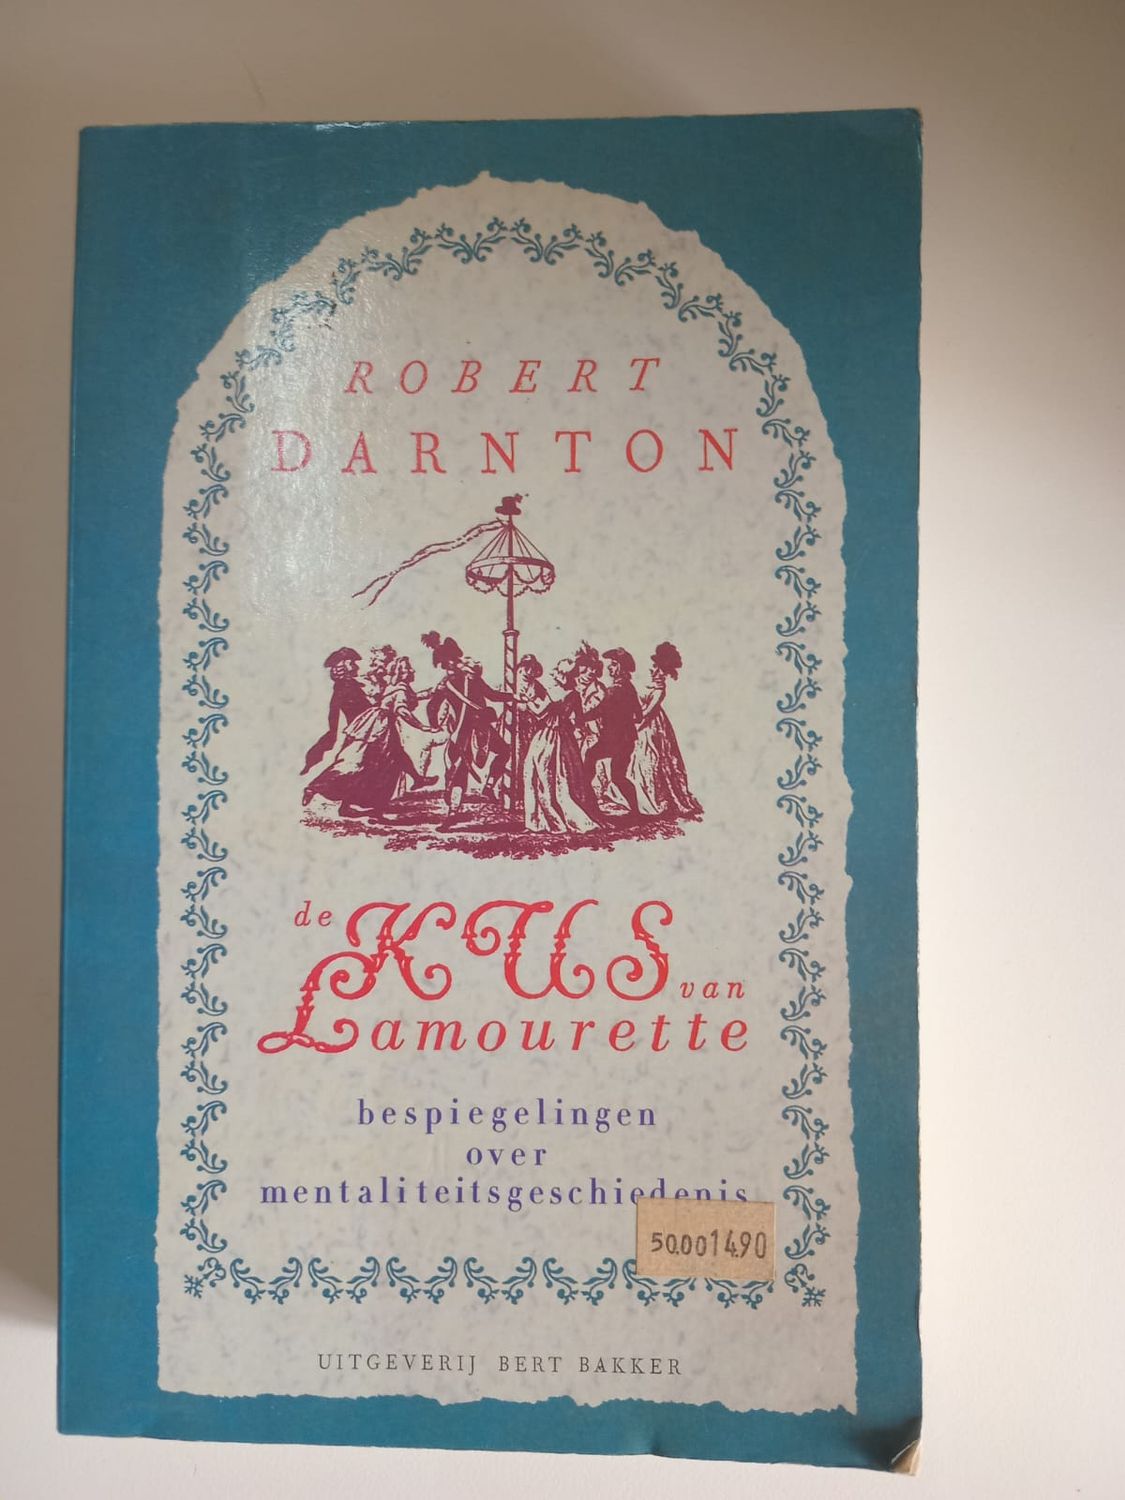 ROBERT
DARNTON
de KUS van
Lamourette
bespiegelingen
over
mentaliteitsgeschiedenis
50.001490
UITGEVERIJ BERT BAKKER